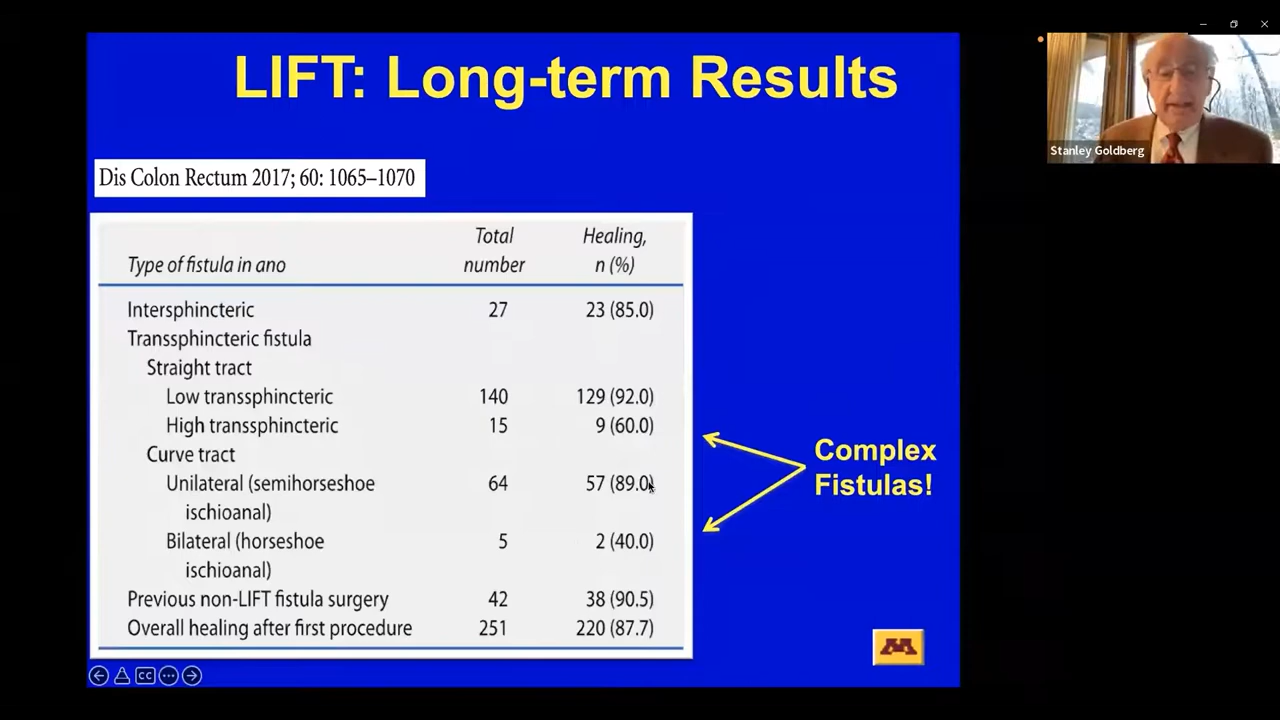 LIFT: Long-term Results
Stanley Goldberg
Dis Colon Rectum 2017; 60: 1065–1070
Type of fistula in ano Total number Healing, n (%)
Intersphincteric 27 23 (85.0)
Transsphincteric fistula
Straight tract
Low transsphincteric 140 129 (92.0)
High transsphincteric 15 9 (60.0)
Curve tract
Unilateral (semihorseshoe 64 57 (89.0)
ischioanal)
Bilateral (horseshoe 5 2 (40.0)
ischioanal)
Previous non-LIFT fistula surgery 42 38 (90.5)
Overall healing after first procedure 251 220 (87.7)
Complex
Fistulas!
M
CC